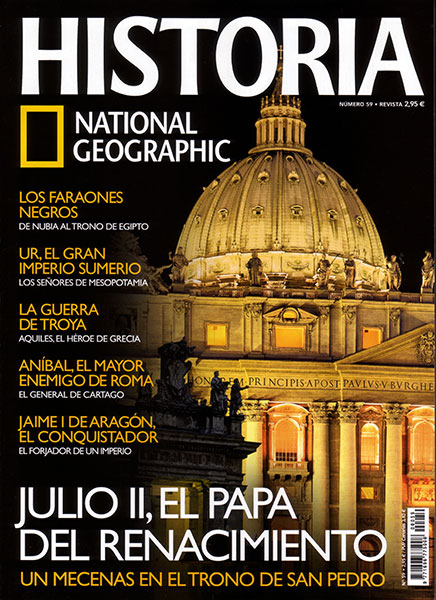 HISTORIA
NÚMERO 59 • REVISTA 2,95 €
NATIONAL
GEOGRAPHIC
LOS FARAONES
NEGROS
DE NUBIA AL TRONO DE EGIPTO
UR, EL GRAN
IMPERIO SUMERIO
LOS SEÑORES DE MESOPOTAMIA
LA GUERRA
DE TROYA
AQUILES, EL HÉROE DE GRECIA
ANÍBAL, EL MAYOR
ENEMIGO DE ROMA
EL GENERAL DE CARTAGO
JAIME I DE ARAGÓN,
EL CONQUISTADOR
EL FORJADOR DE UN IMPERIO
PRINCIPIS APOST PAVLVS V BVRGHE
JULIO II, EL PAPA
DEL RENACIMIENTO
UN MECENAS EN EL TRONO DE SAN PEDRO